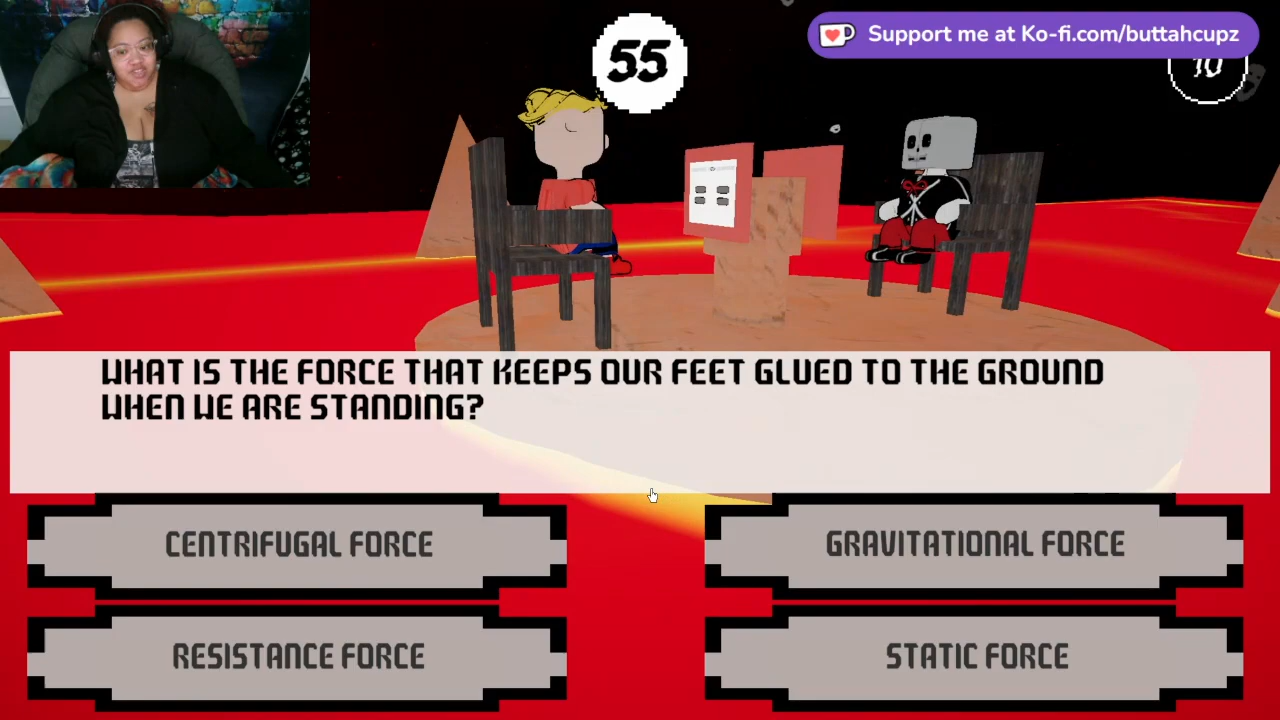 Support me at Ko-fi.com/buttahcupz
55
10
WHAT IS THE FORCE THAT KEEPS OUR FEET GLUED TO THE GROUND
WHEN WE ARE STANDING?
CENTRIFUGAL FORCE
GRAVITATIONAL FORCE
RESISTANCE FORCE
STATIC FORCE